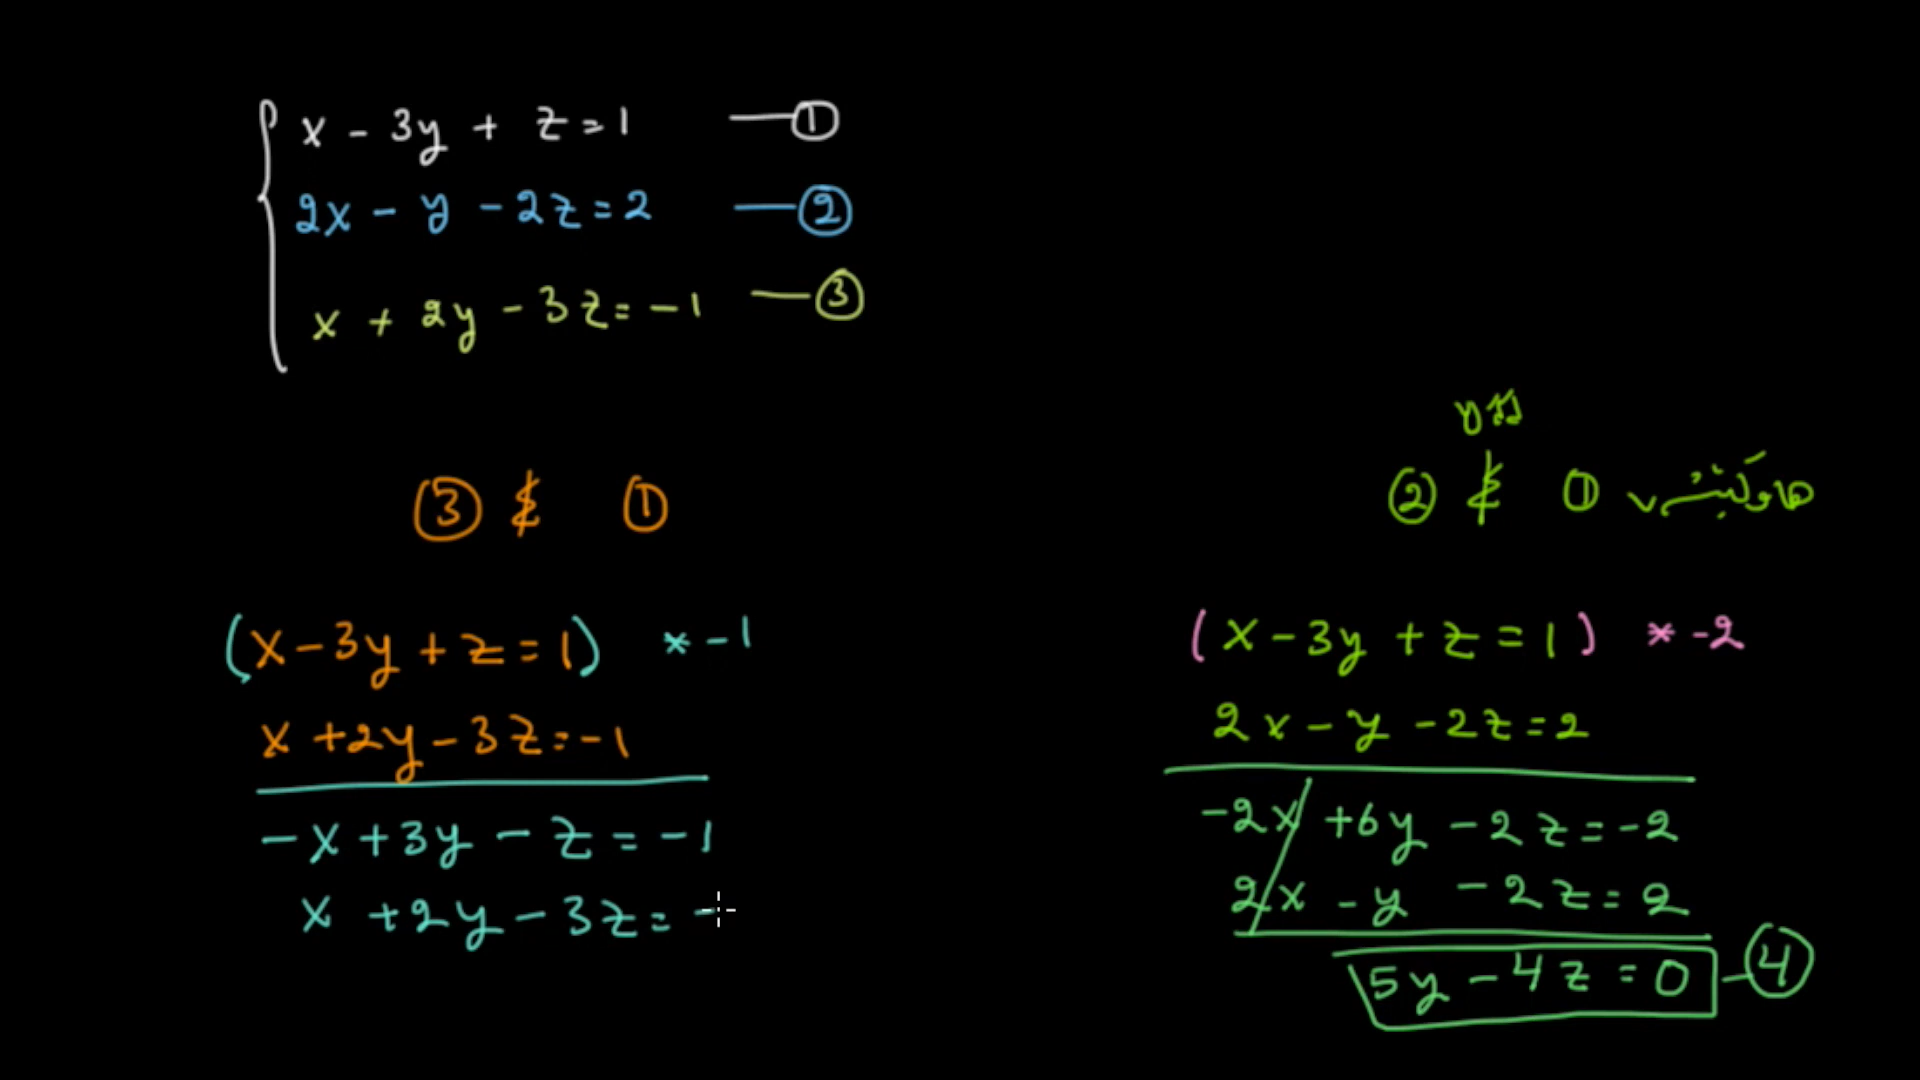 x - 3y + z = 1 — ①
2x - y - 2z = 2 — ②
x + 2y - 3z = -1 — ③
③ & ①
(x - 3y + z = 1) * -1
x + 2y - 3z = -1
-x + 3y - z = -1
x + 2y - 3z = -
② & ①
(x - 3y + z = 1) * -2
2x - y - 2z = 2
-2x + 6y - 2z = -2
2x - y - 2z = 2
5y - 4z = 0 — ④